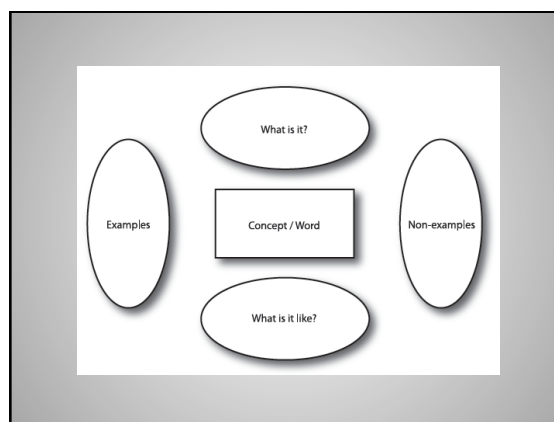 What is it?
Examples
Concept / Word
Non-examples
What is it like?